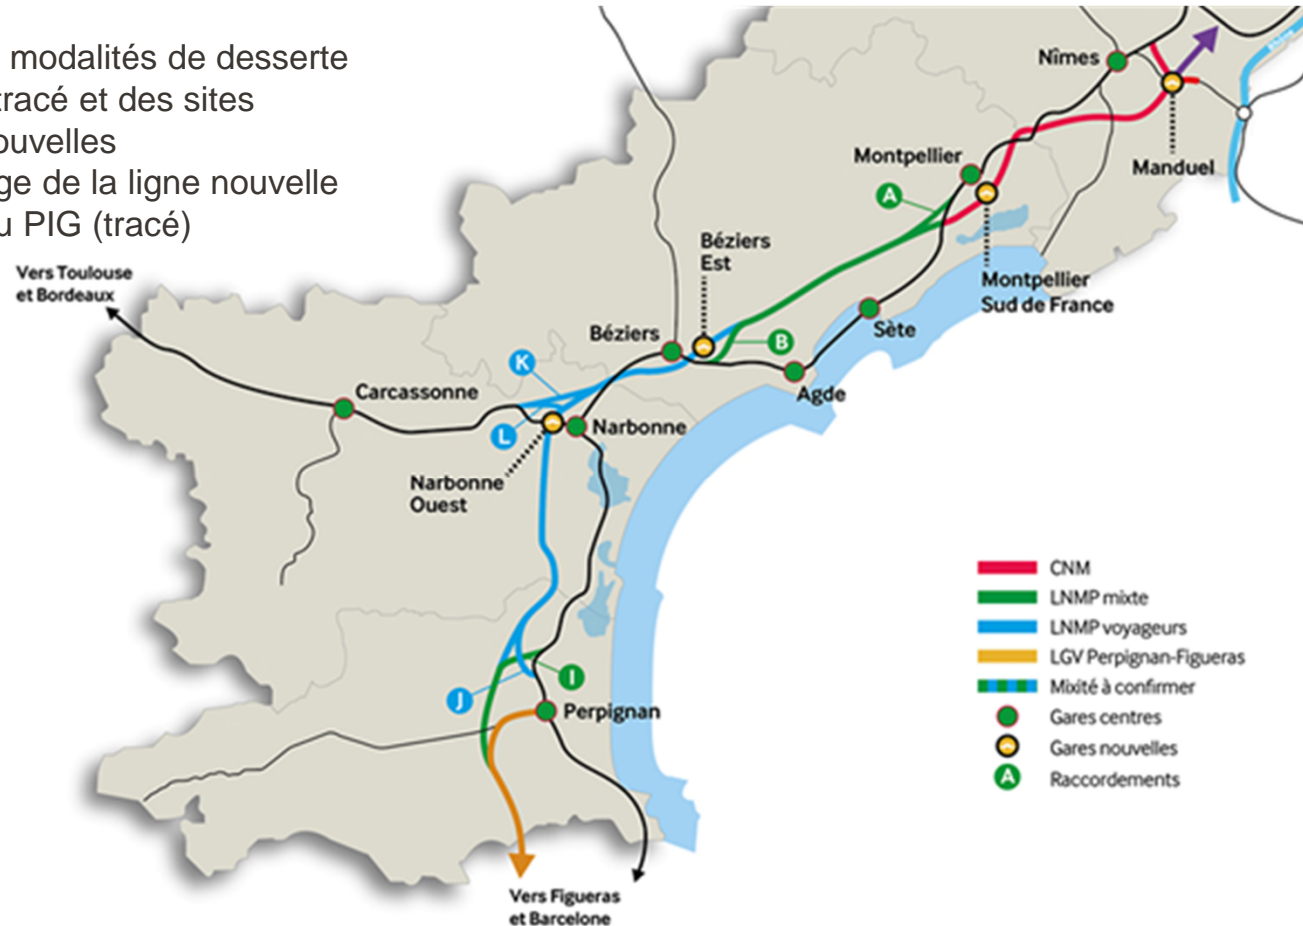 modalités de desserte
tracé et des sites
ouvelles
ge de la ligne nouvelle
u PIG (tracé)
Vers Toulouse
et Bordeaux
Nîmes
Manduel
Rhône
Montpellier
A
Montpellier
Sud de France
Béziers
Est
Sète
Béziers
B
Agde
K
Carcassonne
L
Narbonne
Narbonne
Ouest
I
J
Perpignan
Vers Figueras
et Barcelone
CNM
LNMP mixte
LNMP voyageurs
LGV Perpignan-Figueras
Mixité à confirmer
Gares centres
Gares nouvelles
A
Raccordements